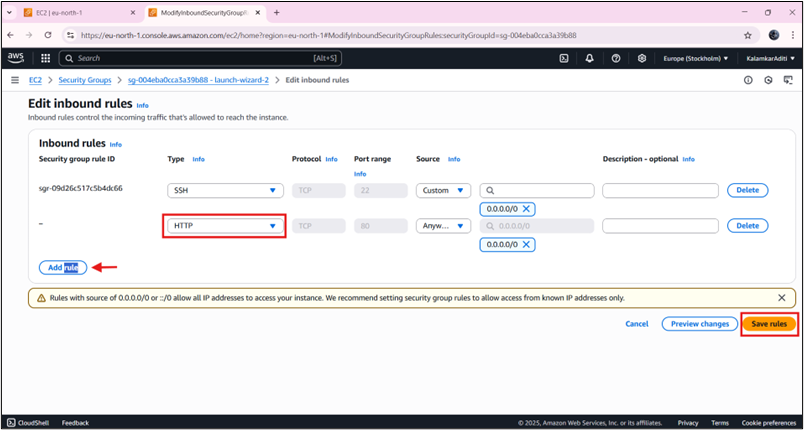 EC2 | eu-north-1
ModifyInboundSecurityGroupRu
https://eu-north-1.console.aws.amazon.com/ec2/home?region=eu-north-1#ModifyInboundSecurityGroupRules:securityGroupId=sg-004eba0cca3a39b88
aws
Search [Alt+S]
Europe (Stockholm)
KalamkarAditi
EC2 > Security Groups > sg-004eba0cca3a39b88 - launch-wizard-2 > Edit inbound rules
Edit inbound rules Info
Inbound rules control the incoming traffic that's allowed to reach the instance.
Inbound rules Info
Security group rule ID Type Info Protocol Info Port range Info Source Info Description - optional Info
sgr-09d26c517c5b4dc66 SSH TCP 22 Custom Delete
0.0.0.0/0
– HTTP TCP 80 Anyw... 0.0.0.0/0 Delete
0.0.0.0/0
Add rule
Rules with source of 0.0.0.0/0 or ::/0 allow all IP addresses to access your instance. We recommend setting security group rules to allow access from known IP addresses only.
Cancel Preview changes Save rules
CloudShell Feedback © 2025, Amazon Web Services, Inc. or its affiliates. Privacy Terms Cookie preferences